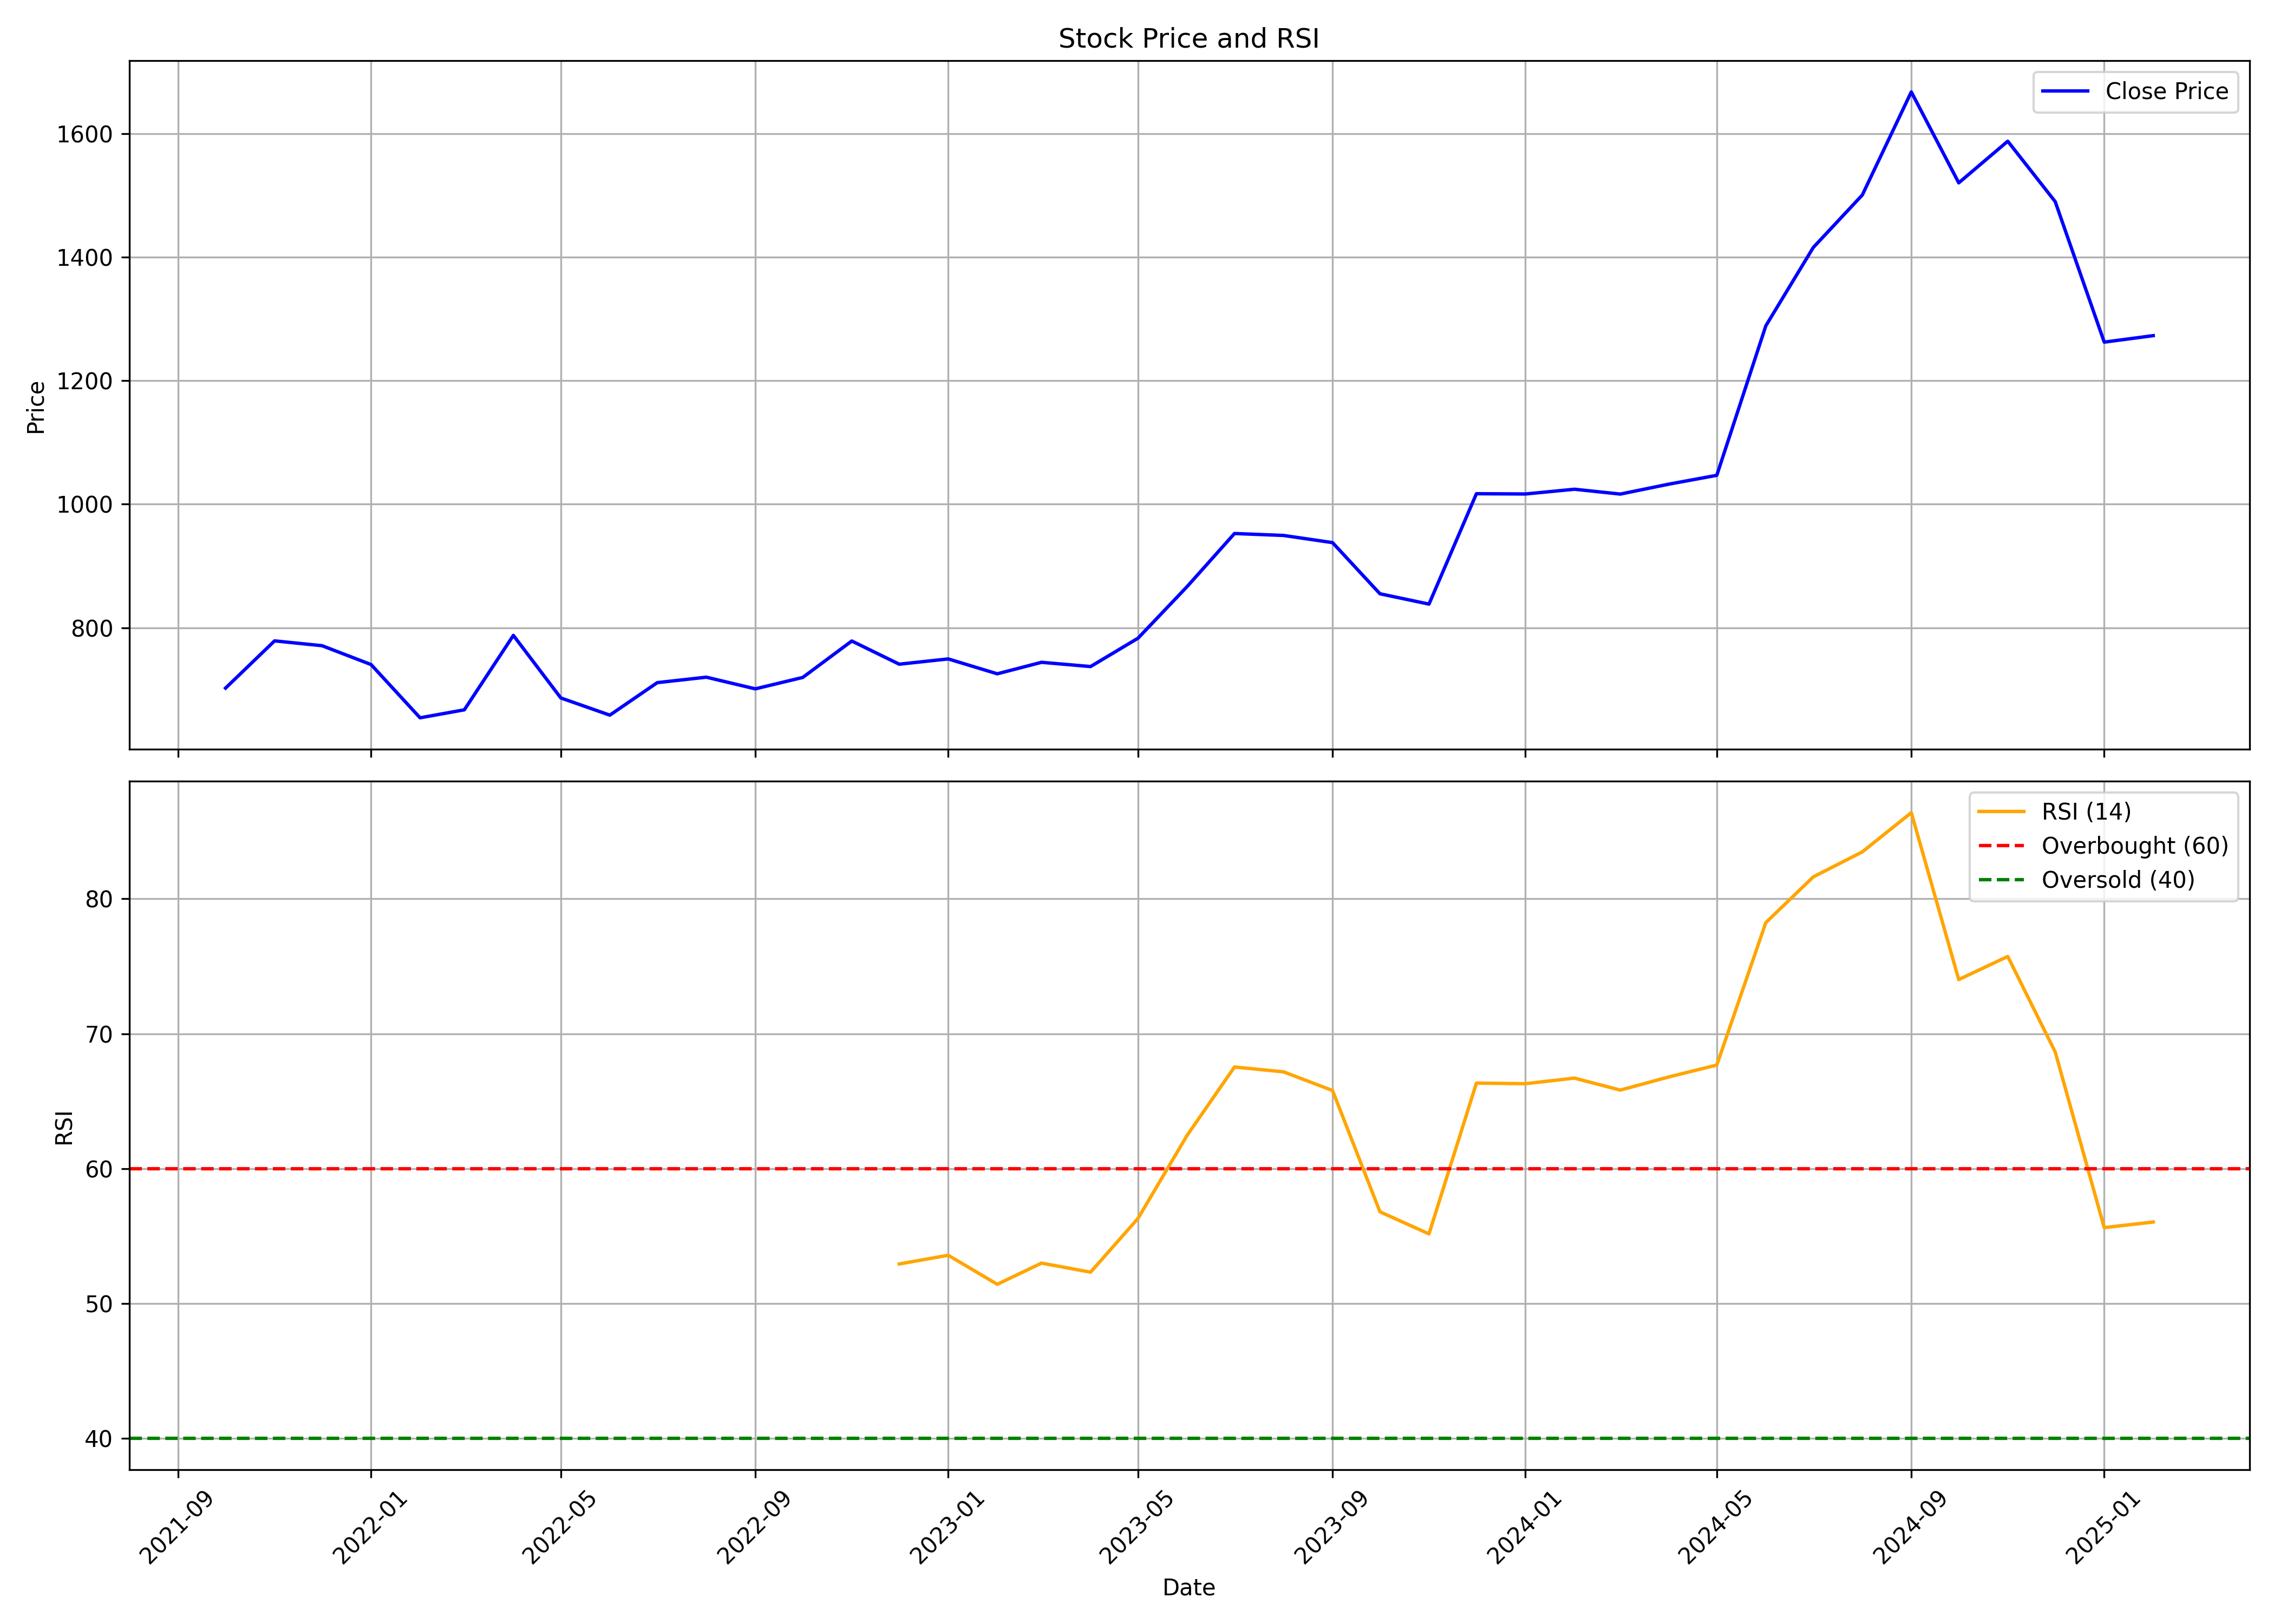 Stock Price and RSI
Close Price
1600
1400
1200
1000
800
Price
RSI (14)
Overbought (60)
Oversold (40)
80
70
60
50
40
RSI
2021-09
2022-01
2022-05
2022-09
2023-01
2023-05
2023-09
2024-01
2024-05
2024-09
2025-01
Date